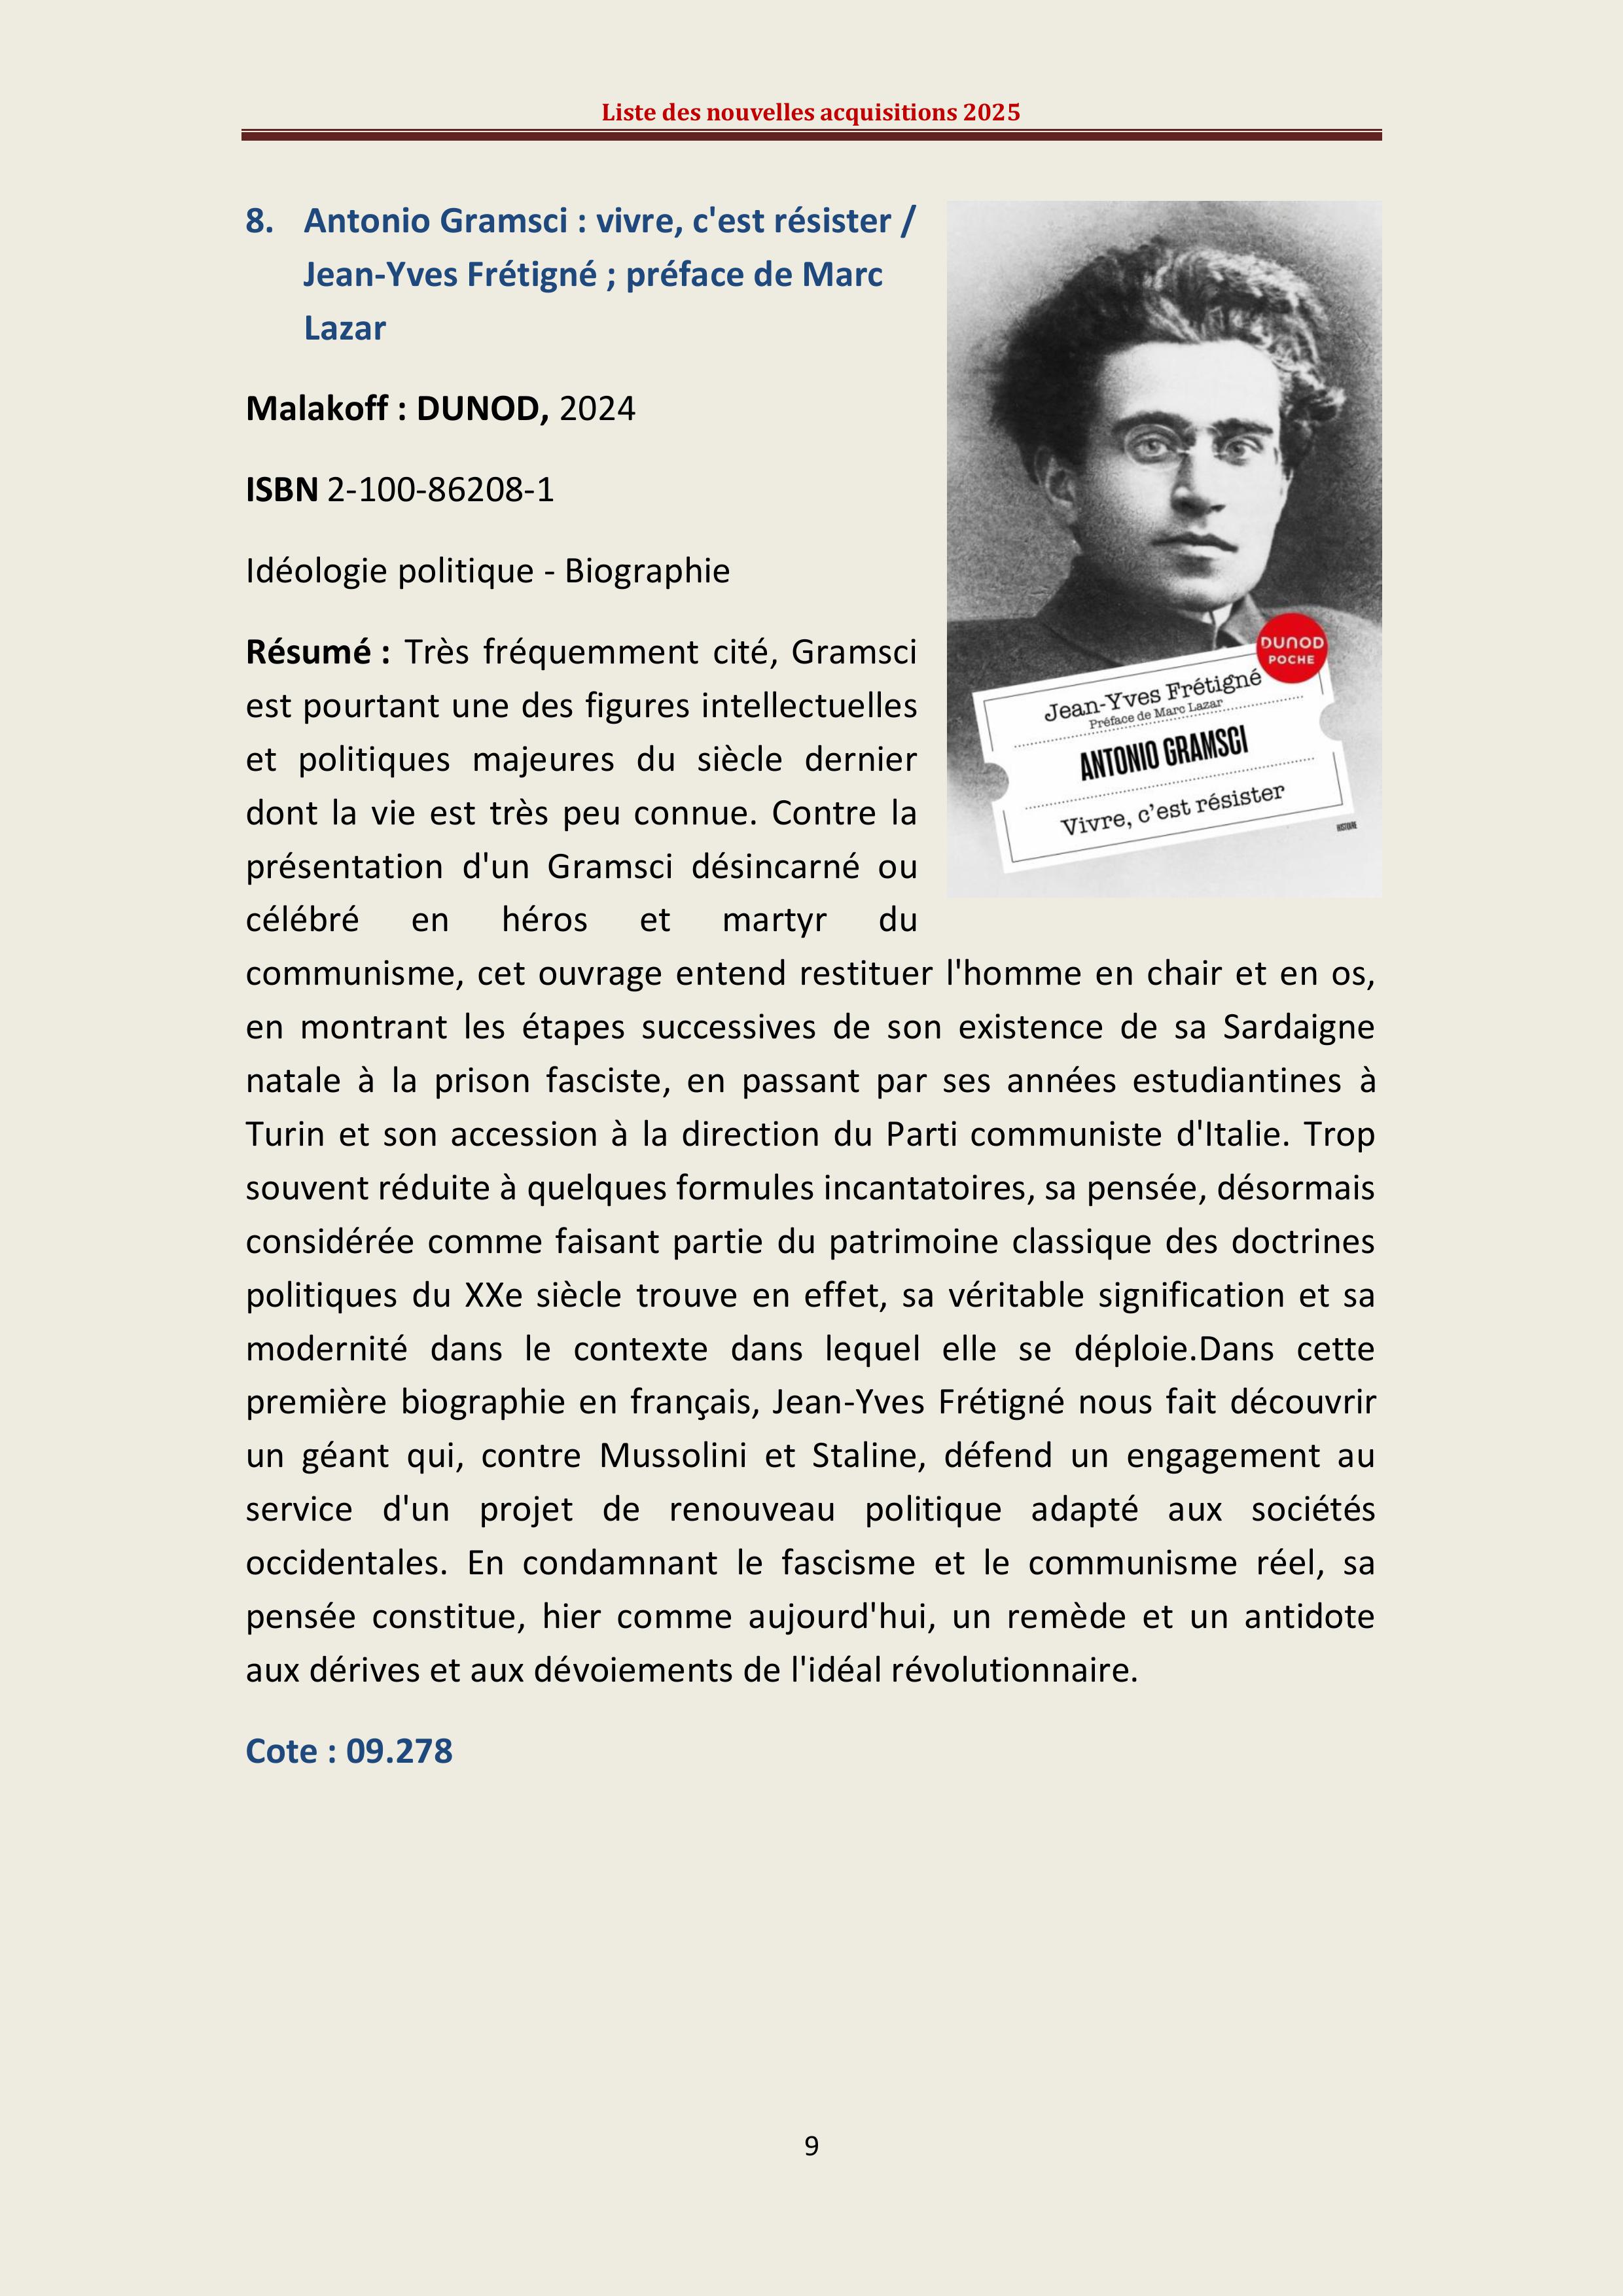 Liste des nouvelles acquisitions 2025
8. Antonio Gramsci : vivre, c'est résister /
Jean-Yves Frétigné ; préface de Marc
Lazar
Malakoff : DUNOD, 2024
ISBN 2-100-86208-1
Idéologie politique - Biographie
Résumé : Très fréquemment cité, Gramsci
est pourtant une des figures intellectuelles
et politiques majeures du siècle dernier
dont la vie est très peu connue. Contre la
présentation d'un Gramsci désincarné ou
célébré en héros et martyr du
communisme, cet ouvrage entend restituer l'homme en chair et en os,
en montrant les étapes successives de son existence de sa Sardaigne
natale à la prison fasciste, en passant par ses années estudiantines à
Turin et son accession à la direction du Parti communiste d'Italie. Trop
souvent réduite à quelques formules incantatoires, sa pensée, désormais
considérée comme faisant partie du patrimoine classique des doctrines
politiques du XXe siècle trouve en effet, sa véritable signification et sa
modernité dans le contexte dans lequel elle se déploie.Dans cette
première biographie en français, Jean-Yves Frétigné nous fait découvrir
un géant qui, contre Mussolini et Staline, défend un engagement au
service d'un projet de renouveau politique adapté aux sociétés
occidentales. En condamnant le fascisme et le communisme réel, sa
pensée constitue, hier comme aujourd'hui, un remède et un antidote
aux dérives et aux dévoiements de l'idéal révolutionnaire.
Cote : 09.278
DUNOD
POCHE
Jean-Yves Frétigné
Préface de Marc Lazar
ANTONIO GRAMSCI
Vivre, c’est résister
HISTOIRE
9